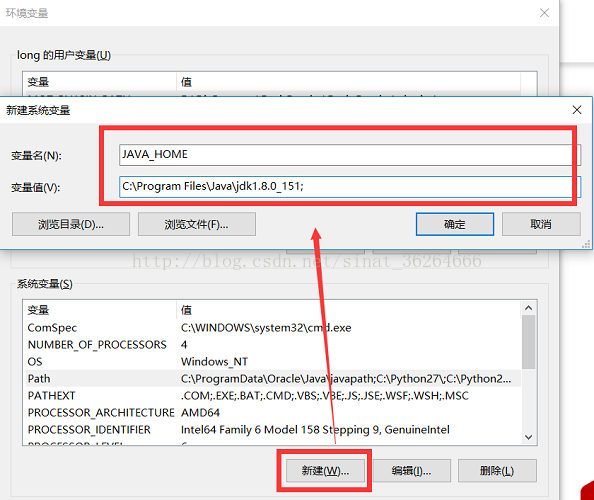 环境变量
long 的用户变量(U)
变量 值
新建系统变量
变量名(N): JAVA_HOME
变量值(V): C:\Program Files\Java\jdk1.8.0_151;
浏览目录(D)... 浏览文件(F)... 确定 取消
http://blog.csdn.net/sinat_36264666
系统变量(S)
变量 值
ComSpec C:\WINDOWS\system32\cmd.exe
NUMBER_OF_PROCESSORS 4
OS Windows_NT
Path C:\ProgramData\Oracle\Java\javapath;C:\Python27\;C:\Python2...
PATHEXT .COM;.EXE;.BAT;.CMD;.VBS;.VBE;.JS;.JSE;.WSF;.WSH;.MSC
PROCESSOR_ARCHITECTURE AMD64
PROCESSOR_IDENTIFIER Intel64 Family 6 Model 158 Stepping 9, GenuineIntel
新建(W)... 编辑(I)... 删除(L)